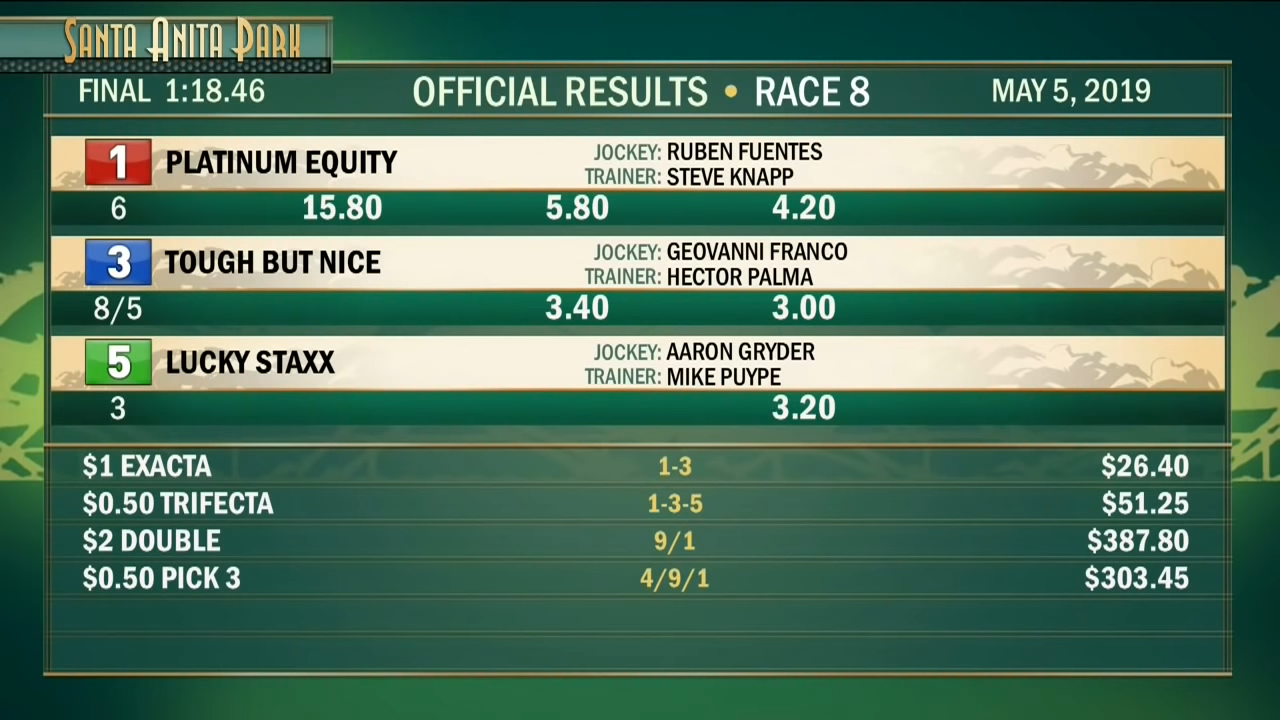 SANTA ANITA PARK
FINAL 1:18.46 OFFICIAL RESULTS • RACE 8 MAY 5, 2019
1 PLATINUM EQUITY JOCKEY: RUBEN FUENTES
TRAINER: STEVE KNAPP
6 15.80 5.80 4.20
3 TOUGH BUT NICE JOCKEY: GEOVANNI FRANCO
TRAINER: HECTOR PALMA
8/5 3.40 3.00
5 LUCKY STAXX JOCKEY: AARON GRYDER
TRAINER: MIKE PUYPE
3 3.20
$1 EXACTA 1-3 $26.40
$0.50 TRIFECTA 1-3-5 $51.25
$2 DOUBLE 9/1 $387.80
$0.50 PICK 3 4/9/1 $303.45